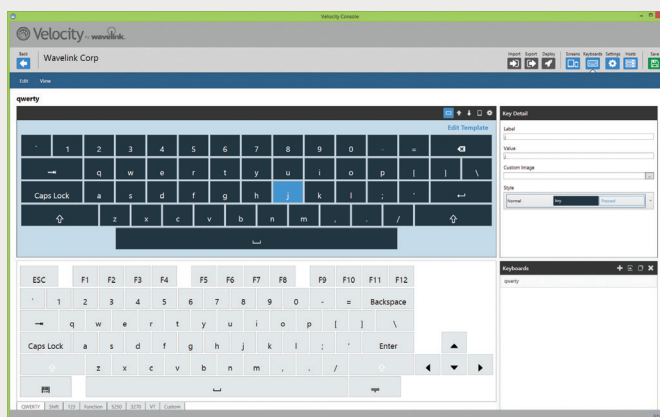 Velocity Console
Velocity by wavelink.
Back
Wavelink Corp
Import Export Deploy Screens Keyboards Settings Hosts Save
Edit View
qwerty
Edit Template
` 1 2 3 4 5 6 7 8 9 0 - =
q w e r t y u i o p [ ] \
Caps Lock a s d f g h j k l ; '
z x c v b n m , . /
Key Detail
Label
j
Value
j
Custom Image
...
Style
Normal key Pressed
ESC F1 F2 F3 F4 F5 F6 F7 F8 F9 F10 F11 F12
` 1 2 3 4 5 6 7 8 9 0 - = Backspace
q w e r t y u i o p [ ] \
Caps Lock a s d f g h j k l ; ' Enter
z x c v b n m , . /
QWERTY Shift 123 Function 5250 3270 VT Custom
Keyboards
qwerty